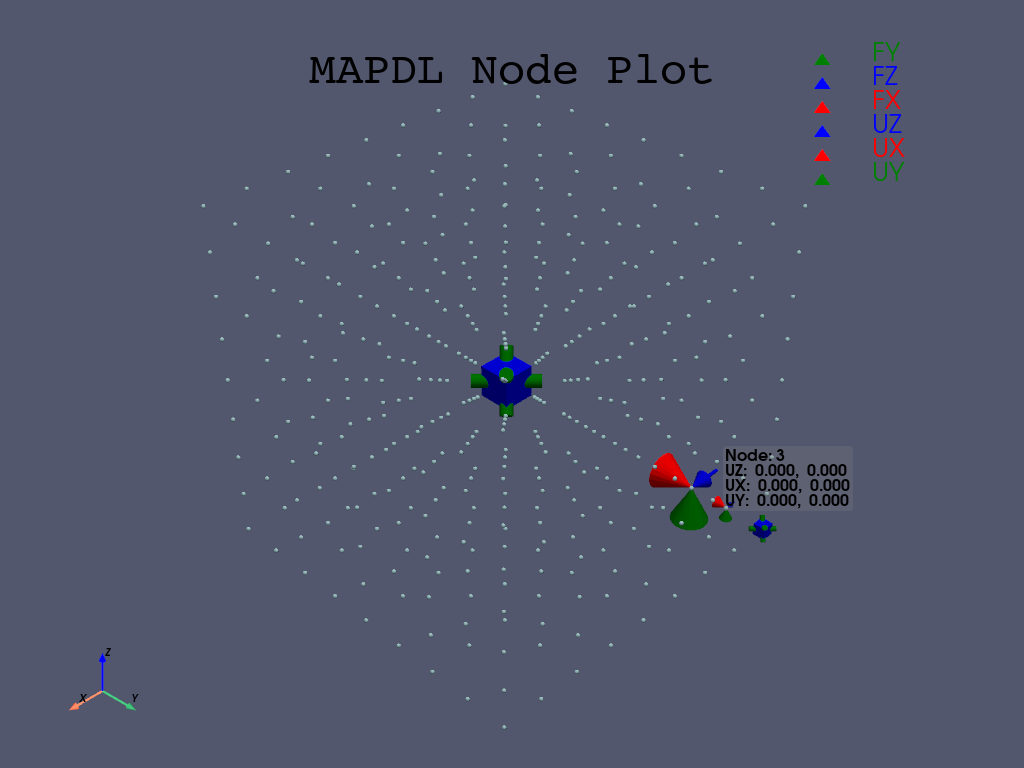 MAPDL Node Plot
FY
FZ
FX
UZ
UX
UY
Node: 3
UZ: 0.000, 0.000
UX: 0.000, 0.000
UY: 0.000, 0.000
Z
X
Y